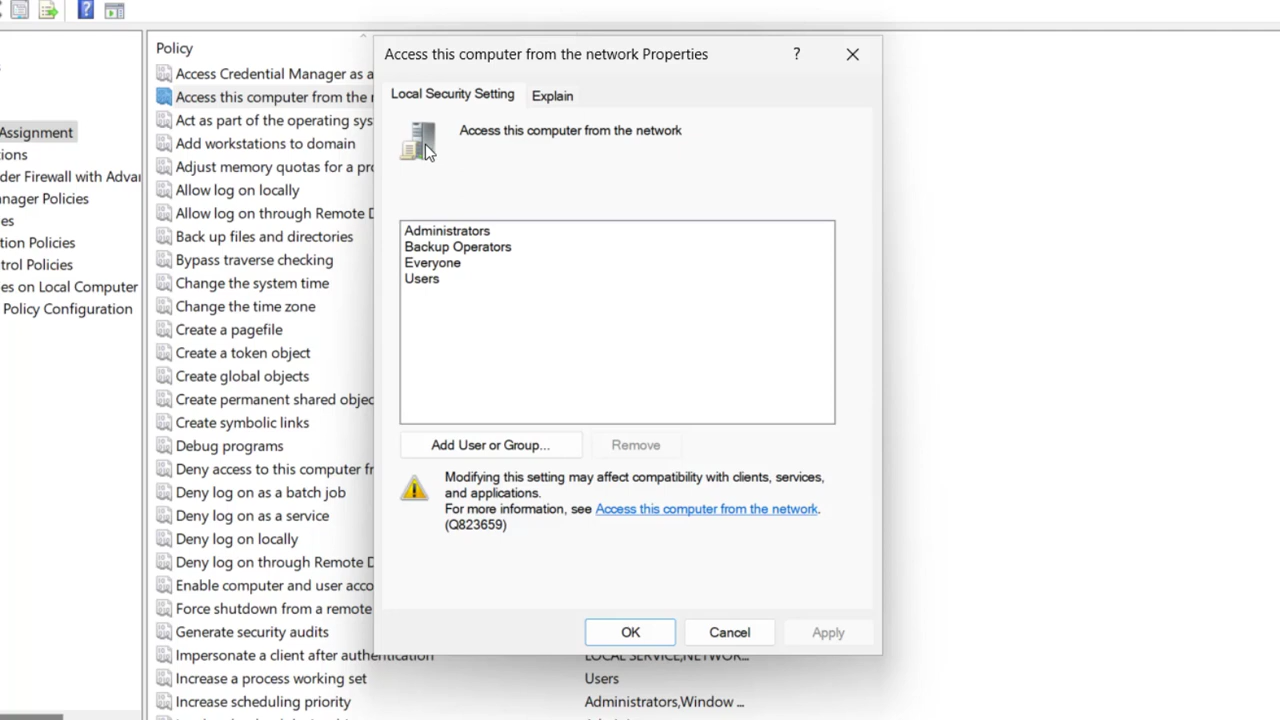 Assignment
ions
der Firewall with Adva
nager Policies
es
tion Policies
trol Policies
es on Local Computer
Policy Configuration
Policy
Access Credential Manager as a
Access this computer from the
Act as part of the operating sys
Add workstations to domain
Adjust memory quotas for a pr
Allow log on locally
Allow log on through Remote D
Back up files and directories
Bypass traverse checking
Change the system time
Change the time zone
Create a pagefile
Create a token object
Create global objects
Create permanent shared objec
Create symbolic links
Debug programs
Deny access to this computer fr
Deny log on as a batch job
Deny log on as a service
Deny log on locally
Deny log on through Remote D
Enable computer and user acco
Force shutdown from a remote
Generate security audits
Impersonate a client after authentication
LOCAL SERVICE,NETWOR...
Increase a process working set
Users
Increase scheduling priority
Administrators,Window ...
Access this computer from the network Properties
?
Local Security Setting
Explain
Access this computer from the network
Administrators
Backup Operators
Everyone
Users
Add User or Group...
Remove
Modifying this setting may affect compatibility with clients, services,
and applications.
For more information, see Access this computer from the network.
(Q823659)
OK
Cancel
Apply